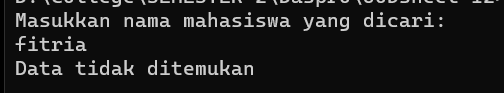 Masukkan nama mahasiswa yang dicari:
fitria
Data tidak ditemukan